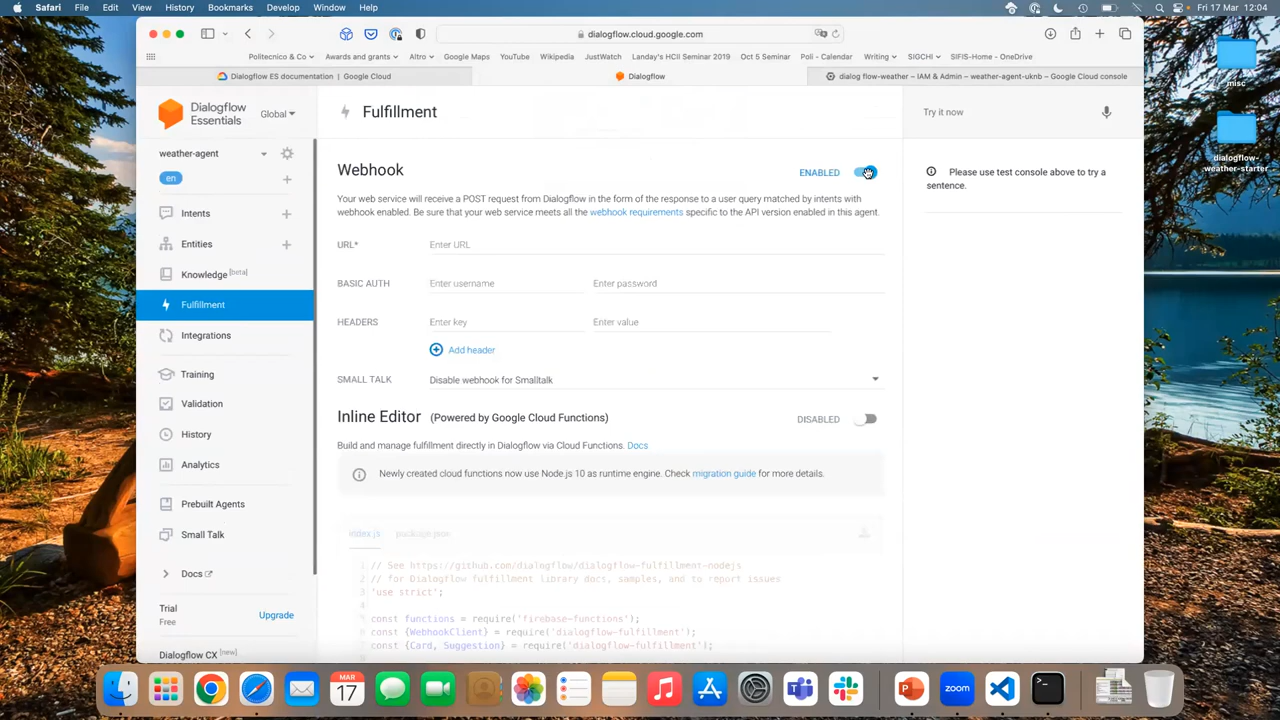 Safari File Edit View History Bookmarks Develop Window Help
Fri 17 Mar 12:04
dialogflow.cloud.google.com
Politecnico & Co Awards and grants Altro Google Maps YouTube Wikipedia JustWatch Landay's HCII Seminar 2019 Oct 5 Seminar Poli - Calendar Writing SIGCHI SIFIS-Home - OneDrive
Dialogflow ES documentation | Google Cloud
Dialogflow
dialog flow-weather – IAM & Admin – weather-agent-uknb – Google Cloud console
misc
dialogflow-
weather-starter
Dialogflow
Essentials
Global
weather-agent
en
Intents
Entities
Knowledge [beta]
Fulfillment
Integrations
Training
Validation
History
Analytics
Prebuilt Agents
Small Talk
Docs
Trial
Free
Upgrade
Dialogflow CX [new]
Fulfillment
Webhook
ENABLED
Your web service will receive a POST request from Dialogflow in the form of the response to a user query matched by intents with
webhook enabled. Be sure that your web service meets all the webhook requirements specific to the API version enabled in this agent.
URL* Enter URL
BASIC AUTH Enter username Enter password
HEADERS Enter key Enter value
Add header
SMALL TALK Disable webhook for Smalltalk
Inline Editor (Powered by Google Cloud Functions)
DISABLED
Build and manage fulfillment directly in Dialogflow via Cloud Functions. Docs
Newly created cloud functions now use Node.js 10 as runtime engine. Check migration guide for more details.
index.js package.json
1 // See https://github.com/dialogflow/dialogflow-fulfillment-nodejs
2 // for Dialogflow fulfillment library docs, samples, and to report issues
3 'use strict';
const functions = require('firebase-functions');
const {WebhookClient} = require('dialogflow-fulfillment');
const {Card, Suggestion} = require('dialogflow-fulfillment');
Try it now
Please use test console above to try a
sentence.
MAR
17
zoom